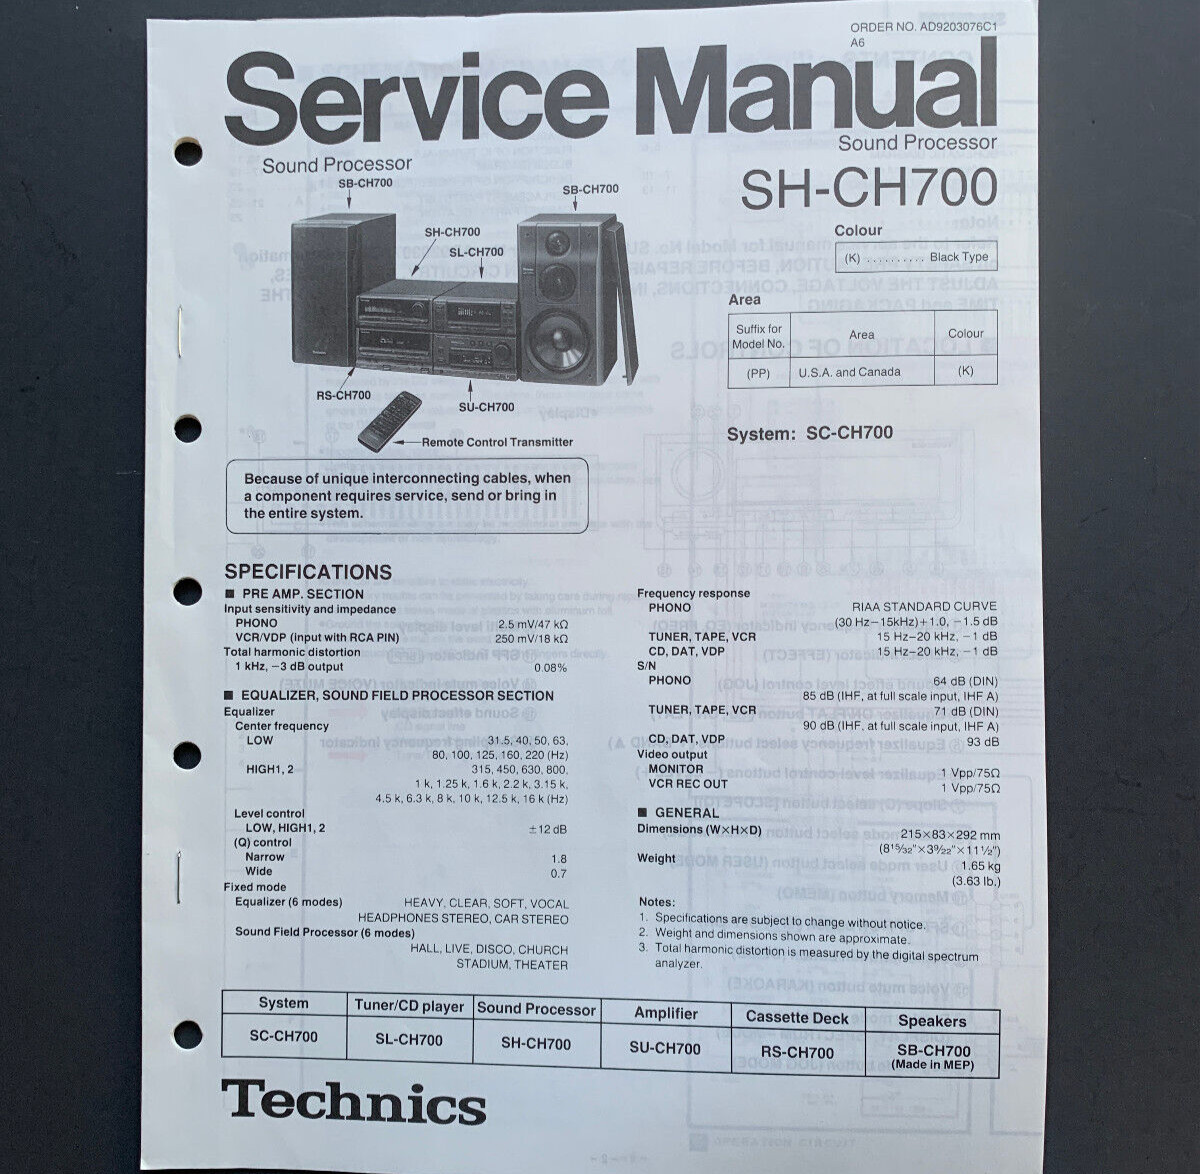 ORDER NO. AD9203076C1
A6
Service Manual
Sound Processor
Sound Processor
SH-CH700
SB-CH700
SB-CH700
SH-CH700
SL-CH700
RS-CH700
SU-CH700
Remote Control Transmitter
Colour
(K) .......... Black Type
Area
Suffix for Model No. Area Colour
(PP) U.S.A. and Canada (K)
System: SC-CH700
Because of unique interconnecting cables, when
a component requires service, send or bring in
the entire system.
SPECIFICATIONS
■ PRE AMP. SECTION
Input sensitivity and impedance
PHONO 2.5 mV/47 kΩ
VCR/VDP (input with RCA PIN) 250 mV/18 kΩ
Total harmonic distortion
1 kHz, −3 dB output 0.08%
■ EQUALIZER, SOUND FIELD PROCESSOR SECTION
Equalizer
Center frequency
LOW 31.5, 40, 50, 63,
80, 100, 125, 160, 220 (Hz)
HIGH1, 2 315, 450, 630, 800,
1 k, 1.25 k, 1.6 k, 2.2 k, 3.15 k,
4.5 k, 6.3 k, 8 k, 10 k, 12.5 k, 16 k (Hz)
Level control
LOW, HIGH1, 2 ±12 dB
(Q) control
Narrow 1.8
Wide 0.7
Fixed mode
Equalizer (6 modes) HEAVY, CLEAR, SOFT, VOCAL
HEADPHONES STEREO, CAR STEREO
Sound Field Processor (6 modes)
HALL, LIVE, DISCO, CHURCH
STADIUM, THEATER
Frequency response
PHONO RIAA STANDARD CURVE
(30 Hz−15kHz)+1.0, −1.5 dB
TUNER, TAPE, VCR 15 Hz−20 kHz, −1 dB
CD, DAT, VDP 15 Hz−20 kHz, −1 dB
S/N
PHONO 64 dB (DIN)
85 dB (IHF, at full scale input, IHF A)
TUNER, TAPE, VCR 71 dB (DIN)
90 dB (IHF, at full scale input, IHF A)
CD, DAT, VDP 93 dB
Video output
MONITOR 1 Vpp/75Ω
VCR REC OUT 1 Vpp/75Ω
■ GENERAL
Dimensions (W×H×D) 215×83×292 mm
(8 15/32"×3 9/22"×11 1/2")
Weight 1.65 kg
(3.63 lb.)
Notes:
1. Specifications are subject to change without notice.
2. Weight and dimensions shown are approximate.
3. Total harmonic distortion is measured by the digital spectrum
analyzer.
System Tuner/CD player Sound Processor Amplifier Cassette Deck Speakers
SC-CH700 SL-CH700 SH-CH700 SU-CH700 RS-CH700 SB-CH700
(Made in MEP)
Technics